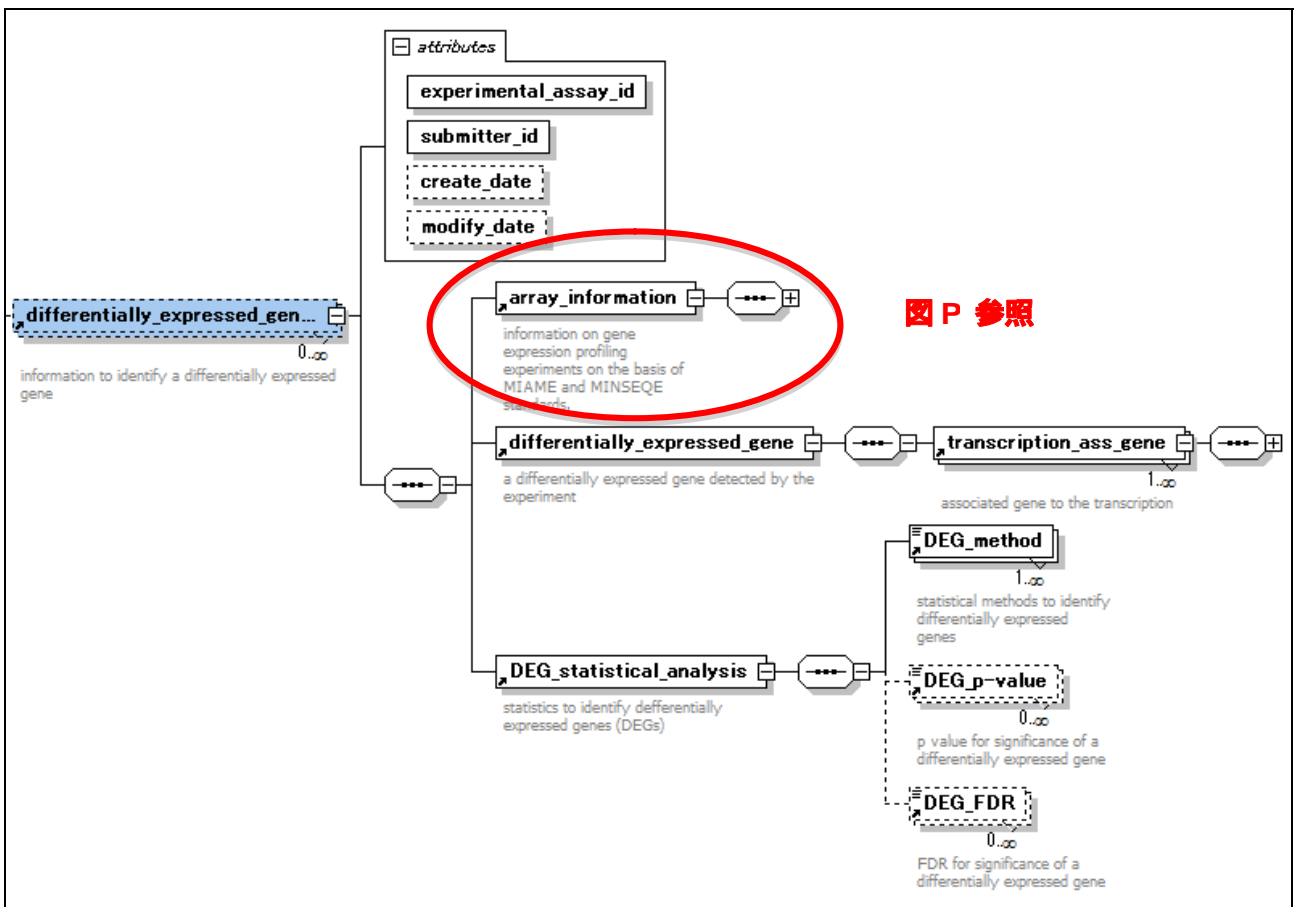 attributes
experimental_assay_id
submitter_id
create_date
modify_date
differentially_expressed_gen...
0..∞
information to identify a differentially expressed
gene
array_information
information on gene
expression profiling
experiments on the basis of
MIAME and MINSEQE
standards.
図 P 参照
differentially_expressed_gene
a differentially expressed gene detected by the
experiment
transcription_ass_gene
1..∞
associated gene to the transcription
DEG_statistical_analysis
statistics to identify defferentially
expressed genes (DEGs)
DEG_method
1..∞
statistical methods to identify
differentially expressed
genes
DEG_p-value
0..∞
p value for significance of a
differentially expressed gene
DEG_FDR
0..∞
FDR for significance of a
differentially expressed gene